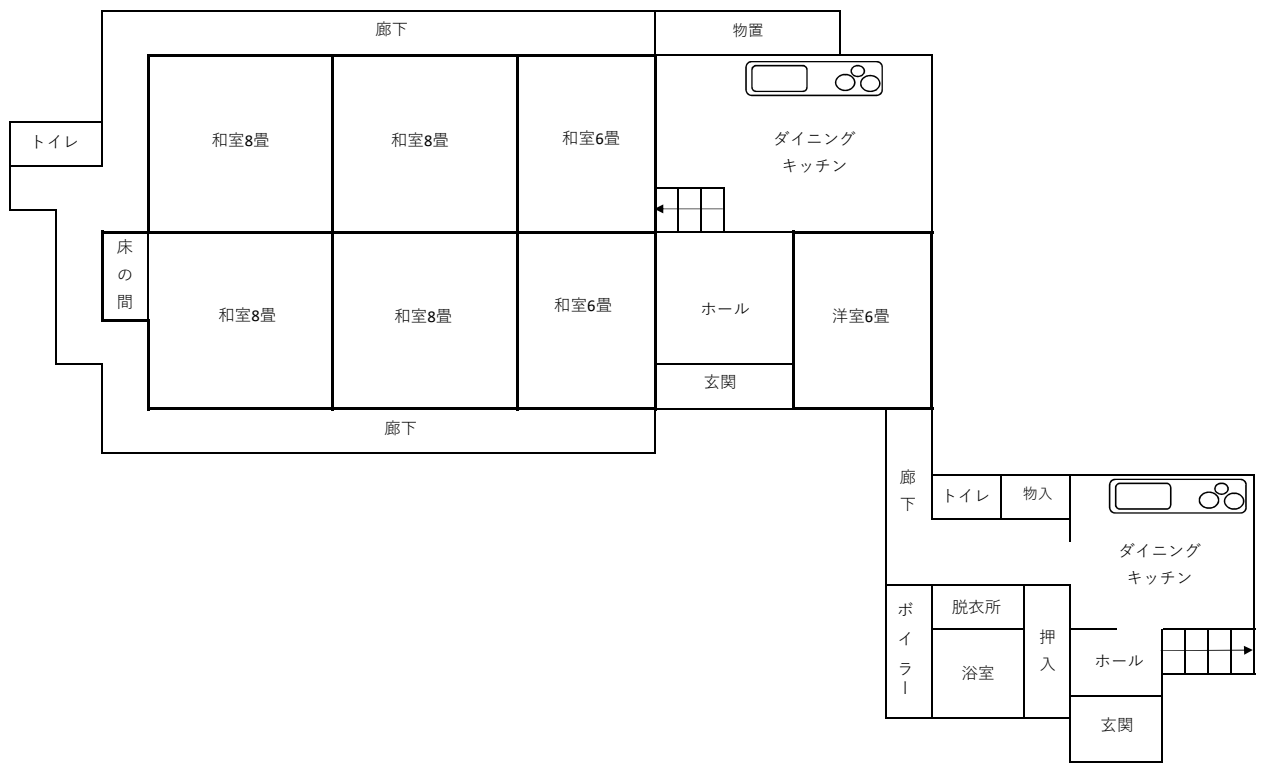 廊下
物置
トイレ
和室8畳
和室8畳
和室6畳
ダイニング
キッチン
床の間
和室8畳
和室8畳
和室6畳
ホール
洋室6畳
玄関
廊下
廊下
トイレ
物入
ダイニング
キッチン
ボイラー
脱衣所
押入
浴室
ホール
玄関